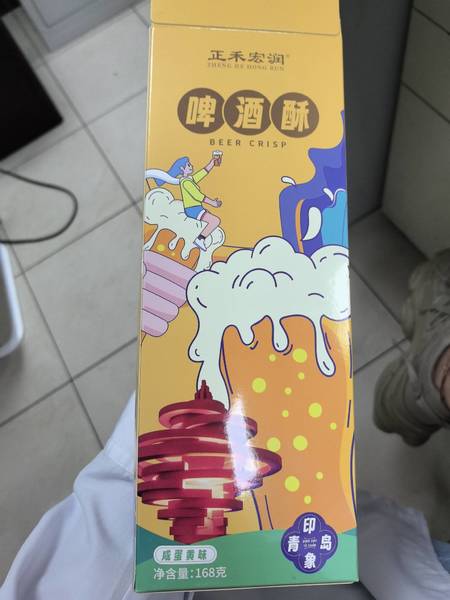 正禾宏润®
ZHENG HE HONG RUN
啤酒酥
BEER CRISP
咸蛋黄味
净含量:168克
印
青 岛
象